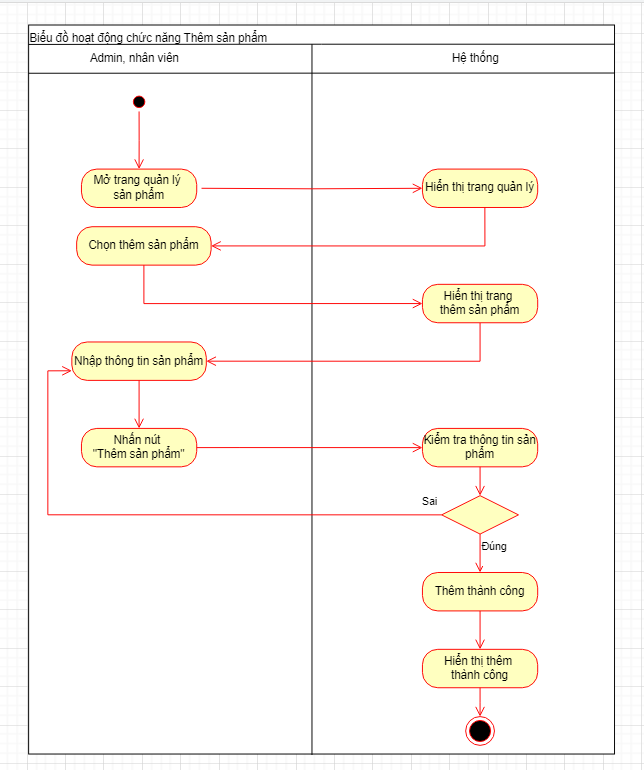 Biểu đồ hoạt động chức năng Thêm sản phẩm
Admin, nhân viên
Hệ thống
Mở trang quản lý
sản phẩm
Hiển thị trang quản lý
Chọn thêm sản phẩm
Hiển thị trang
thêm sản phẩm
Nhập thông tin sản phẩm
Nhấn nút
"Thêm sản phẩm"
Kiểm tra thông tin sản
phẩm
Sai
Đúng
Thêm thành công
Hiển thị thêm
thành công